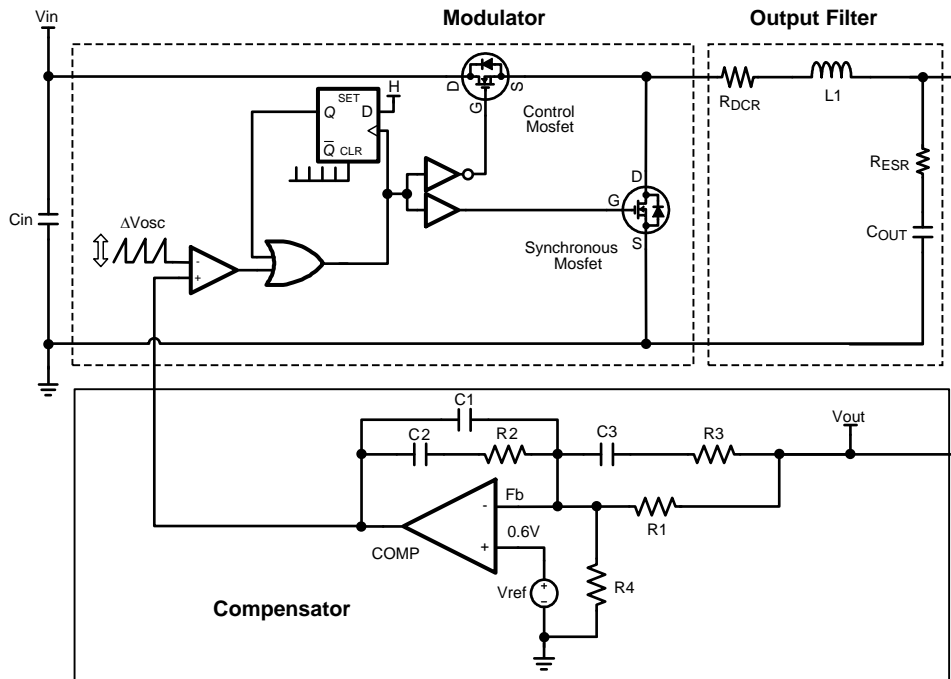 Modulator
Output Filter
Vin
SET
H
Q
D
Q̅
CLR
D
S
G
Control
Mosfet
RDCR
L1
RESR
Cin
ΔVosc
-
+
D
G
S
Synchronous
Mosfet
COUT
C1
C2
R2
C3
R3
Vout
Fb
-
0.6V
R1
COMP
+
Vref
+
−
R4
Compensator